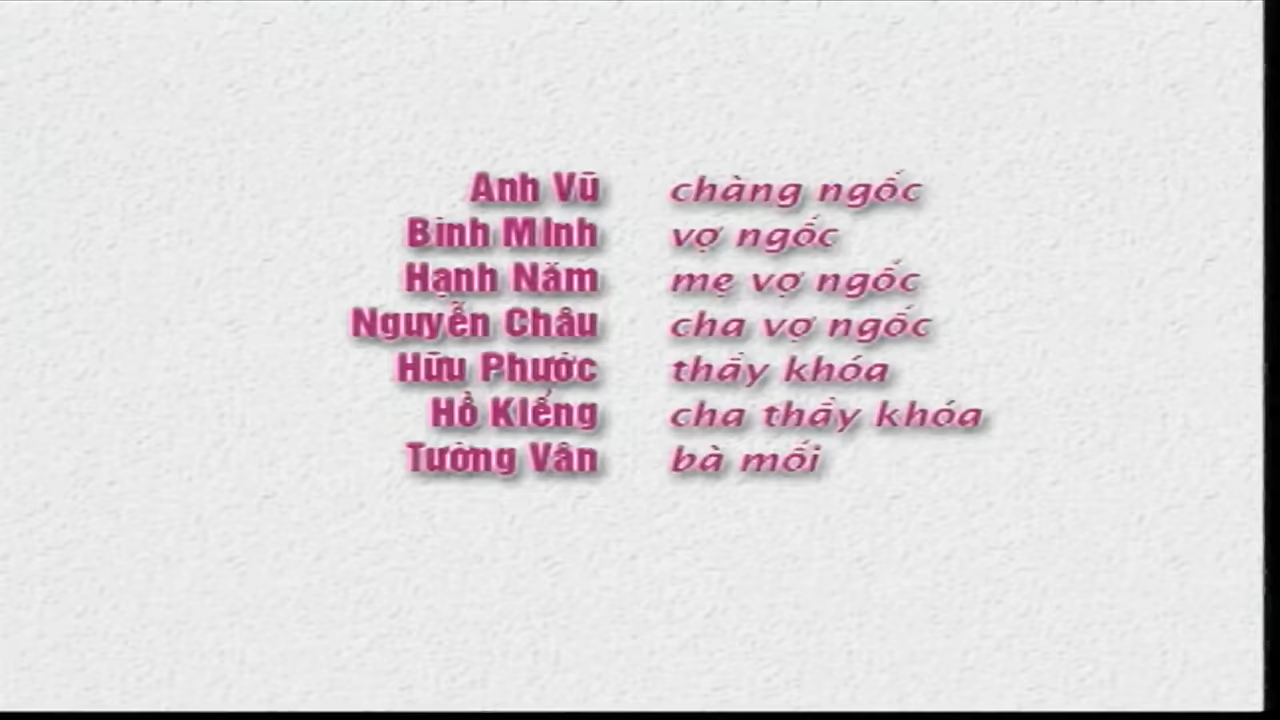 Anh Vũ chàng ngốc
Bình Minh vợ ngốc
Hạnh Năm mẹ vợ ngốc
Nguyễn Châu cha vợ ngốc
Hữu Phước thầy khóa
Hồ Kiểng cha thầy khóa
Tường Vân bà mối